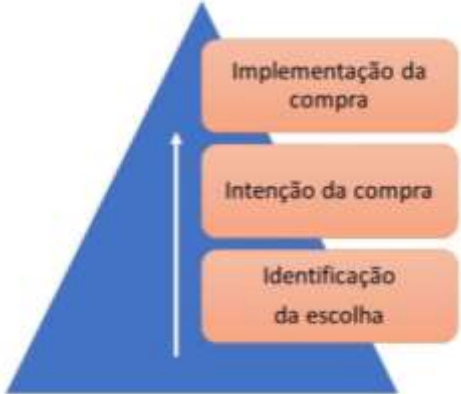 Implementação da
compra
Intenção da compra
Identificação
da escolha